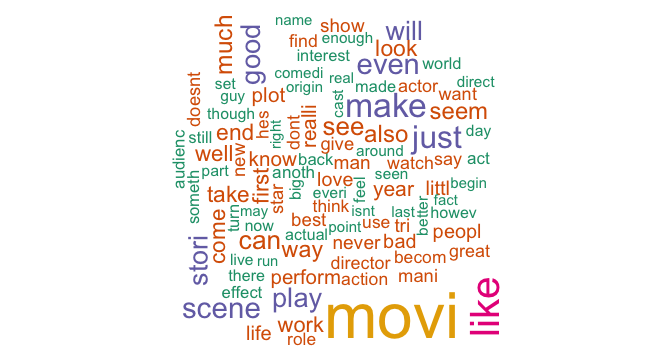 name
much
good
show
will
find
enough
look
interest
even
world
comedi
real
doesnt
set
origin
made
actor
direct
guy
plot
cast
want
make
though
hes
realli
seem
right
dont
see
also
just
day
still
end
give
around
audienc
well
new
know
back
man
watch
say
act
part
anoth
seen
someth
first
big
love
feel
year
littl
begin
take
star
everi
think
isnt
last
better
fact
howev
turn
may
best
use
tri
peopl
come
now
actual
point
stori
can
way
never
bad
great
live
run
director
becom
there
perform
action
mani
effect
scene
play
movi
like
life
work
role